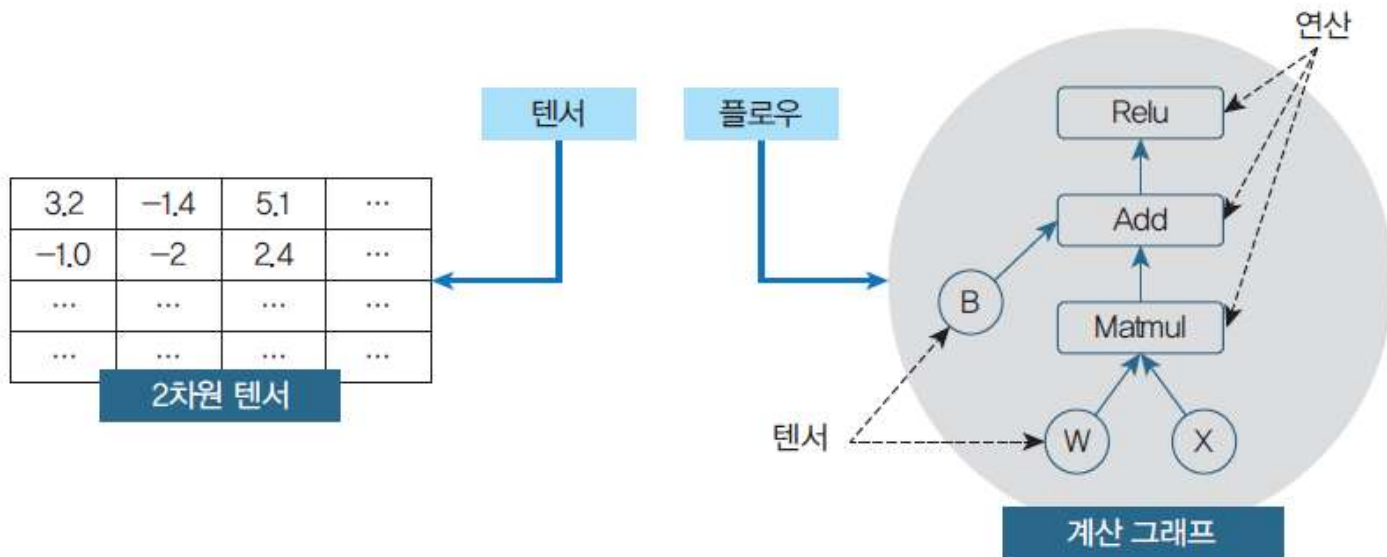 연산
텐서
플로우
3.2 -1.4 5.1 …
-1.0 -2 2.4 …
… … … …
… … … …
2차원 텐서
Relu
Add
B
Matmul
텐서
W
X
계산 그래프